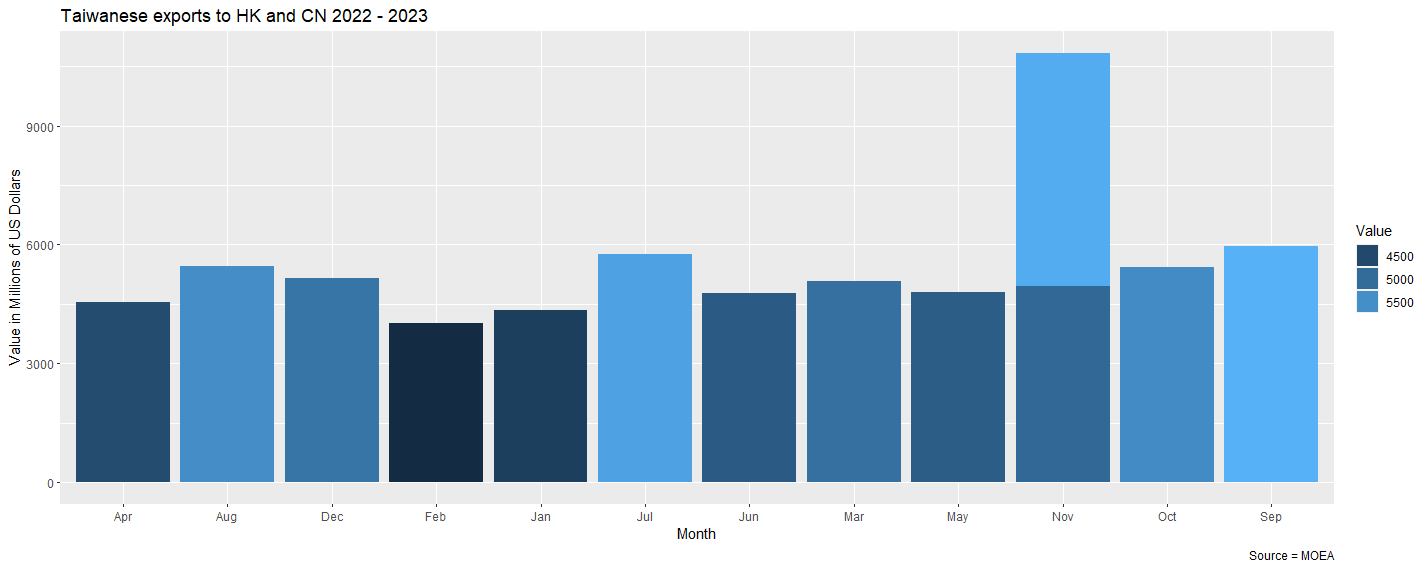 Taiwanese exports to HK and CN 2022 - 2023
Value in Millions of US Dollars
9000
6000
3000
0
Apr Aug Dec Feb Jan Jul Jun Mar May Nov Oct Sep
Month
Value
4500
5000
5500
Source = MOEA